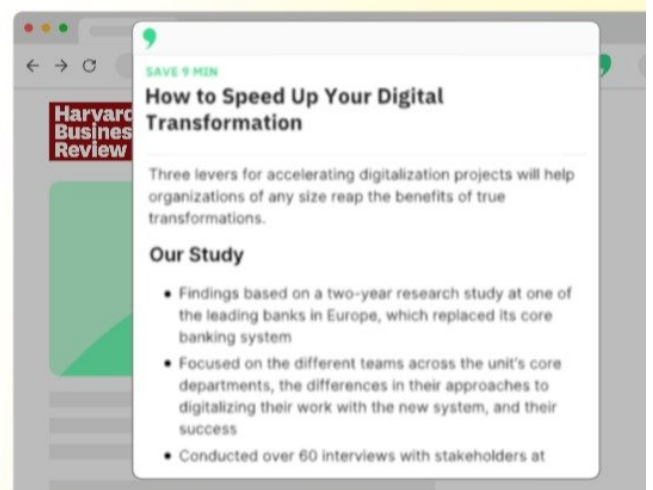 Harvard
Business
Review
SAVE 9 MIN
How to Speed Up Your Digital
Transformation
Three levers for accelerating digitalization projects will help
organizations of any size reap the benefits of true
transformations.
Our Study
• Findings based on a two-year research study at one of
the leading banks in Europe, which replaced its core
banking system
• Focused on the different teams across the unit's core
departments, the differences in their approaches to
digitalizing their work with the new system, and their
success
• Conducted over 60 interviews with stakeholders at